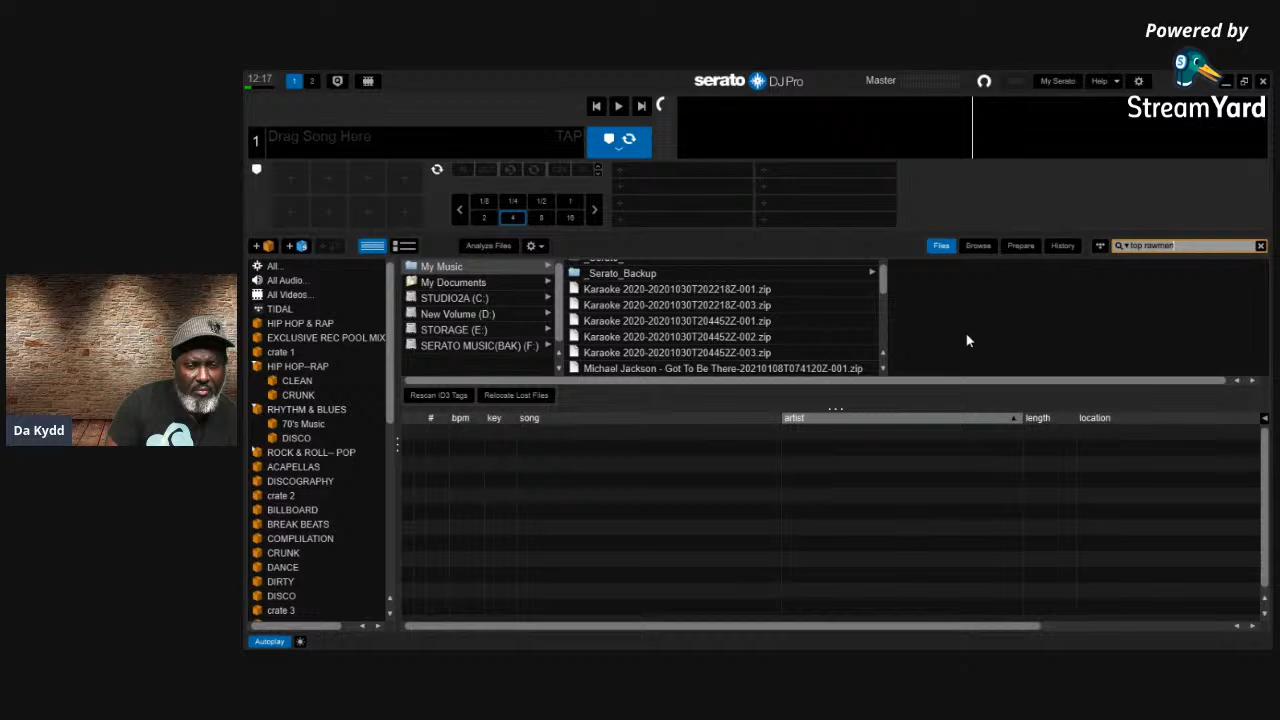 Powered by
StreamYard
12:17
1 2
serato DJ Pro
Master
My Serato
Help
1
Drag Song Here
TAP
1/8 1/4 1/2 1
2 4 8 16
Analyze Files
Files
Browse
Prepare
History
top rawmen
All...
All Audio...
All Videos...
TIDAL
HIP HOP & RAP
EXCLUSIVE REC POOL MIX
crate 1
HIP HOP--RAP
CLEAN
CRUNK
RHYTHM & BLUES
70's Music
DISCO
ROCK & ROLL-- POP
ACAPELLAS
DISCOGRAPHY
crate 2
BILLBOARD
BREAK BEATS
COMPLILATION
CRUNK
DANCE
DIRTY
DISCO
crate 3
My Music
My Documents
STUDIO2A (C:)
New Volume (D:)
STORAGE (E:)
SERATO MUSIC(BAK) (F:)
_Serato_
_Serato_Backup
Karaoke 2020-20201030T202218Z-001.zip
Karaoke 2020-20201030T202218Z-003.zip
Karaoke 2020-20201030T204452Z-001.zip
Karaoke 2020-20201030T204452Z-002.zip
Karaoke 2020-20201030T204452Z-003.zip
Michael Jackson - Got To Be There-20210108T074120Z-001.zip
Rescan ID3 Tags
Relocate Lost Files
# bpm key song artist length location
Autoplay
Da Kydd